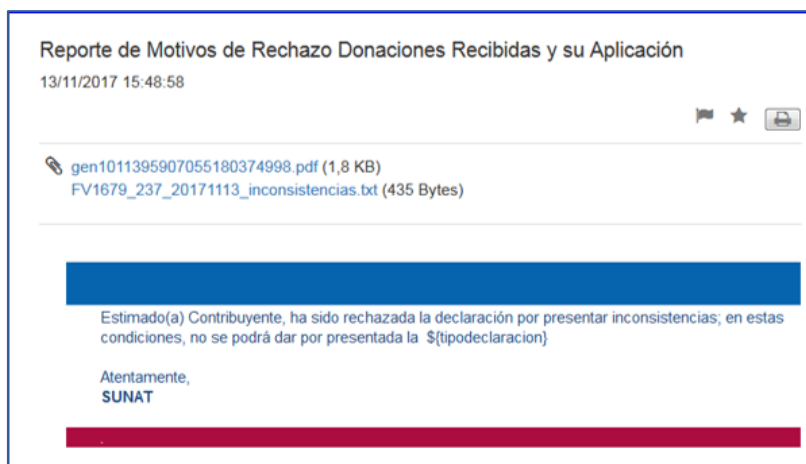 Reporte de Motivos de Rechazo Donaciones Recibidas y su Aplicación
13/11/2017 15:48:58
gen1011395907055180374998.pdf (1,8 KB)
FV1679_237_20171113_inconsistencias.txt (435 Bytes)
Estimado(a) Contribuyente, ha sido rechazada la declaración por presentar inconsistencias; en estas
condiciones, no se podrá dar por presentada la ${tipodeclaracion}
Atentamente,
SUNAT
.